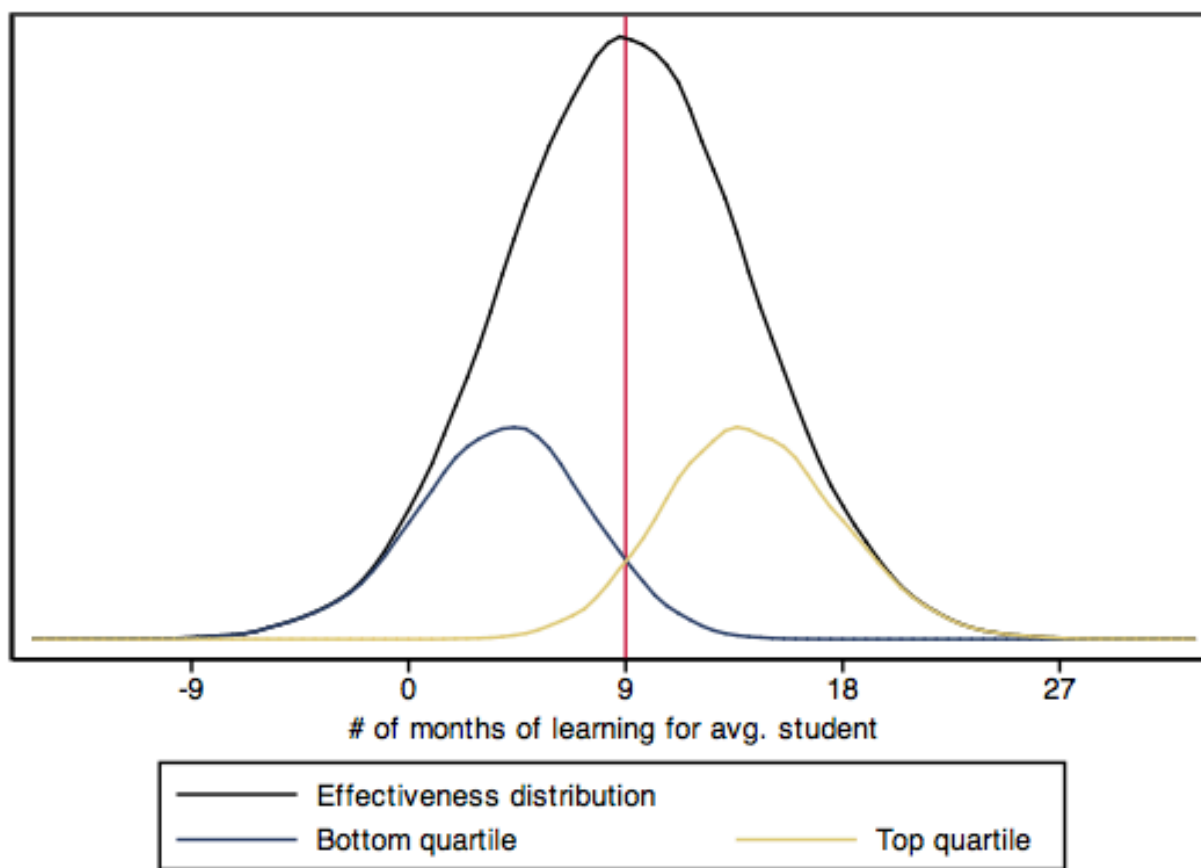 -9 0 9 18 27
# of months of learning for avg. student
Effectiveness distribution
Bottom quartile Top quartile